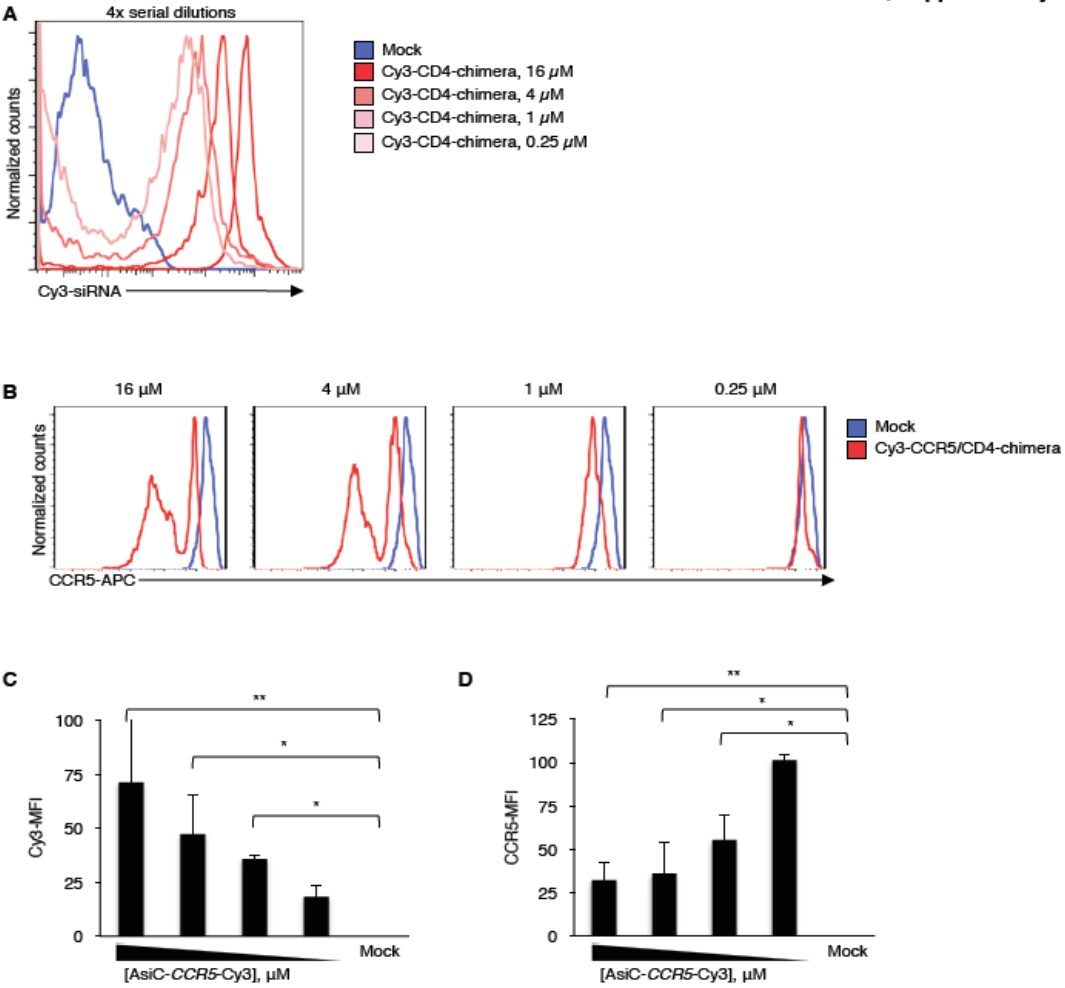 A
4x serial dilutions
Normalized counts
Cy3-siRNA
Mock
Cy3-CD4-chimera, 16 µM
Cy3-CD4-chimera, 4 µM
Cy3-CD4-chimera, 1 µM
Cy3-CD4-chimera, 0.25 µM
B
16 µM
4 µM
1 µM
0.25 µM
Normalized counts
CCR5-APC
Mock
Cy3-CCR5/CD4-chimera
C
**
*
*
100
75
50
25
0
Cy3-MFI
Mock
[AsiC-CCR5-Cy3], µM
D
**
*
*
125
100
75
50
25
0
CCR5-MFI
Mock
[AsiC-CCR5-Cy3], µM